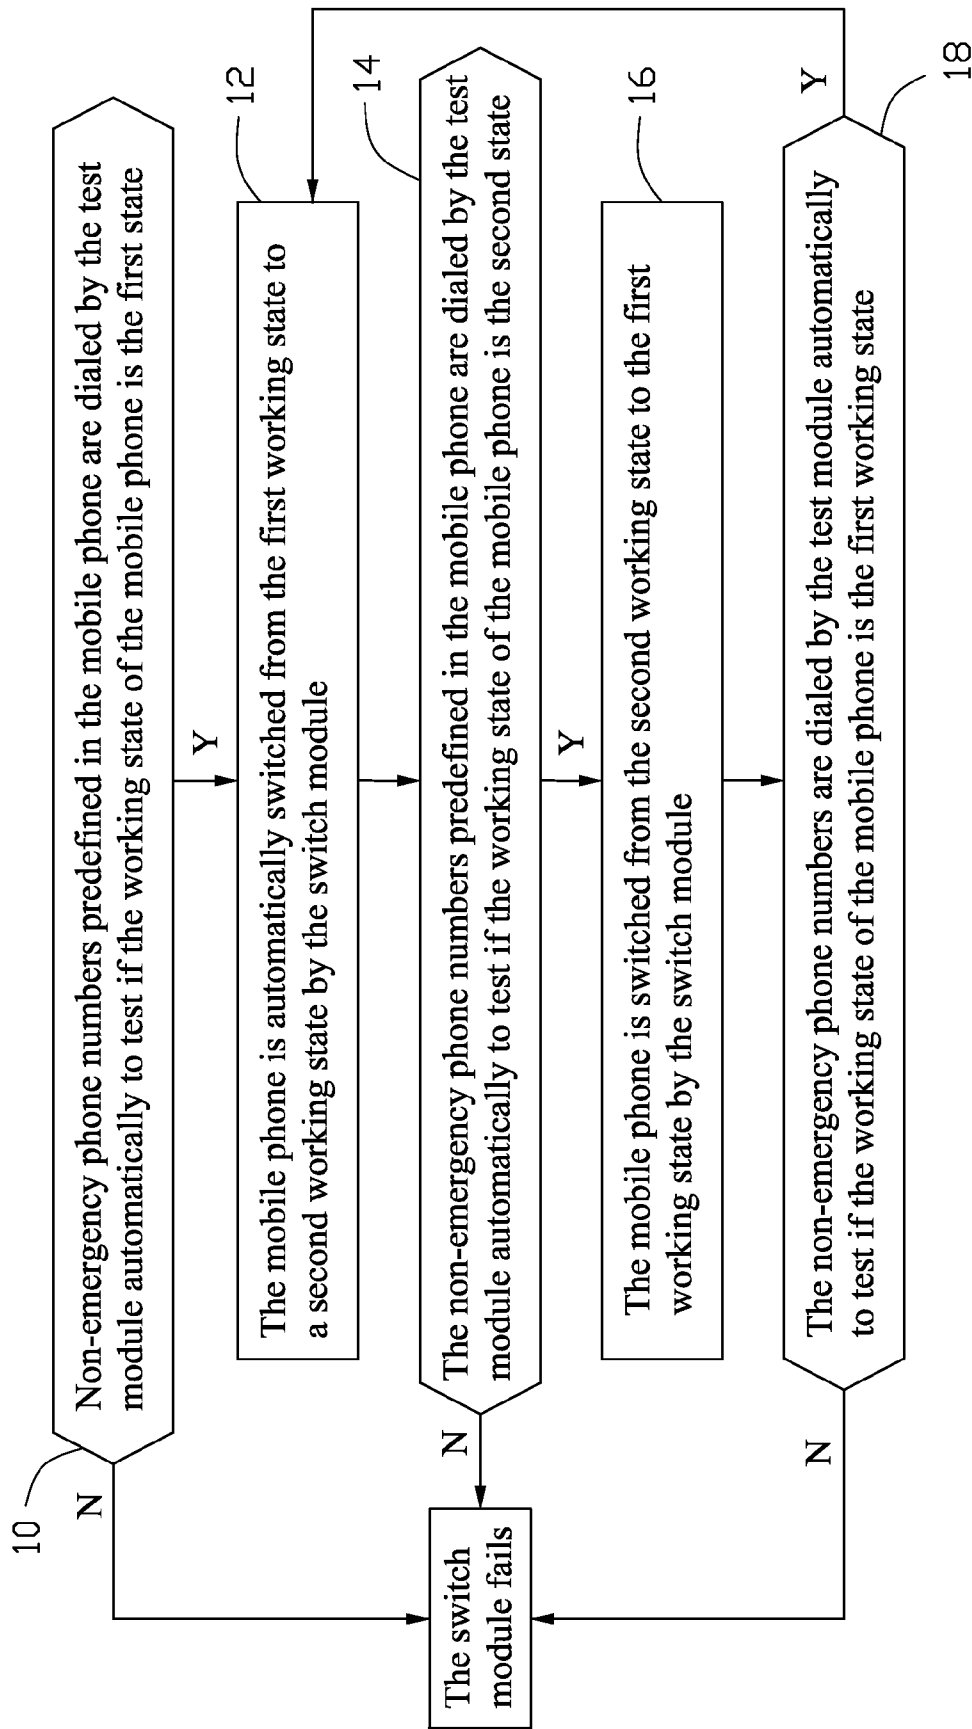 10
Non-emergency phone numbers predefined in the mobile phone are dialed by the test
module automatically to test if the working state of the mobile phone is the first state
N
Y
12
The mobile phone is automatically switched from the first working state to
a second working state by the switch module
14
The non-emergency phone numbers predefined in the mobile phone are dialed by the test
module automatically to test if the working state of the mobile phone is the second state
N
The switch
module fails
Y
16
The mobile phone is switched from the second working state to the first
working state by the switch module
The non-emergency phone numbers are dialed by the test module automatically
to test if the working state of the mobile phone is the first working state
N
Y
18